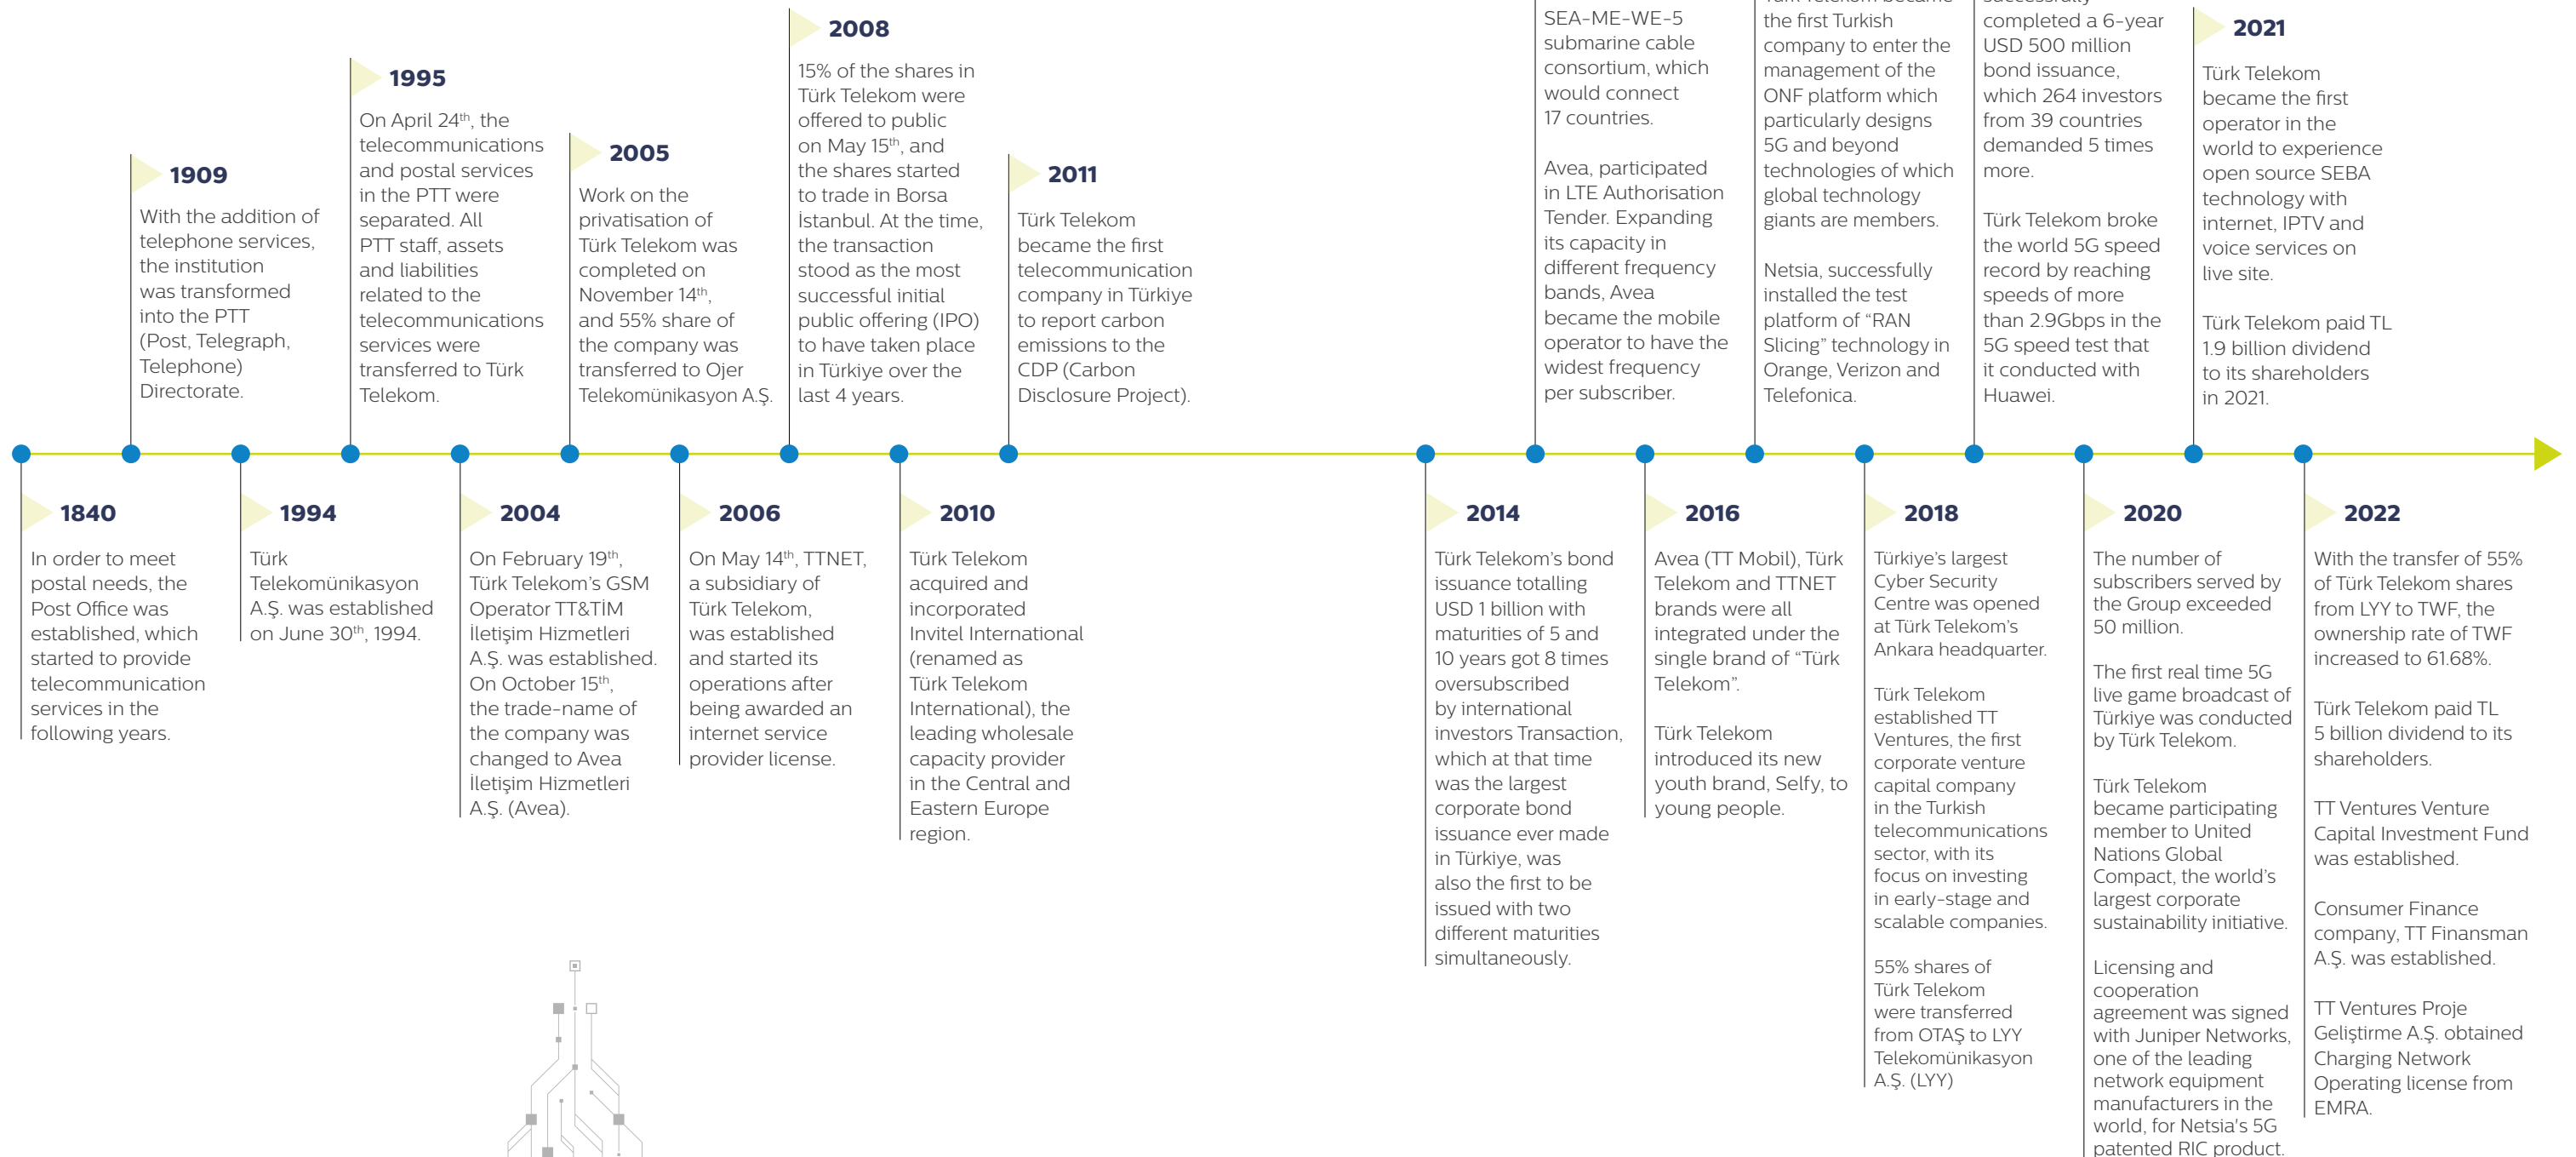 1840
In order to meet
postal needs, the
Post Office was
established, which
started to provide
telecommunication
services in the
following years.
1909
With the addition of
telephone services,
the institution
was transformed
into the PTT
(Post, Telegraph,
Telephone)
Directorate.
1994
Türk
Telekomünikasyon
A.Ş. was established
on June 30th, 1994.
1995
On April 24th, the
telecommunications
and postal services
in the PTT were
separated. All
PTT staff, assets
and liabilities
related to the
telecommunications
services were
transferred to Türk
Telekom.
2004
On February 19th,
Türk Telekom’s GSM
Operator TT&TİM
İletişim Hizmetleri
A.Ş. was established.
On October 15th,
the trade-name of
the company was
changed to Avea
İletişim Hizmetleri
A.Ş. (Avea).
2005
Work on the
privatisation of
Türk Telekom was
completed on
November 14th,
and 55% share of
the company was
transferred to Ojer
Telekomünikasyon A.Ş.
2006
On May 14th, TTNET,
a subsidiary of
Türk Telekom,
was established
and started its
operations after
being awarded an
internet service
provider license.
2008
15% of the shares in
Türk Telekom were
offered to public
on May 15th, and
the shares started
to trade in Borsa
İstanbul. At the time,
the transaction
stood as the most
successful initial
public offering (IPO)
to have taken place
in Türkiye over the
last 4 years.
2010
Türk Telekom
acquired and
incorporated
Invitel International
(renamed as
Türk Telekom
International), the
leading wholesale
capacity provider
in the Central and
Eastern Europe
region.
2011
Türk Telekom
became the first
telecommunication
company in Türkiye
to report carbon
emissions to the
CDP (Carbon
Disclosure Project).
2014
Türk Telekom’s bond
issuance totalling
USD 1 billion with
maturities of 5 and
10 years got 8 times
oversubscribed
by international
investors Transaction,
which at that time
was the largest
corporate bond
issuance ever made
in Türkiye, was
also the first to be
issued with two
different maturities
simultaneously.
SEA-ME-WE-5
submarine cable
consortium, which
would connect
17 countries.
Avea, participated
in LTE Authorisation
Tender. Expanding
its capacity in
different frequency
bands, Avea
became the mobile
operator to have the
widest frequency
per subscriber.
2016
Avea (TT Mobil), Türk
Telekom and TTNET
brands were all
integrated under the
single brand of “Türk
Telekom”.
Türk Telekom
introduced its new
youth brand, Selfy, to
young people.
Türk Telekom became
the first Turkish
company to enter the
management of the
ONF platform which
particularly designs
5G and beyond
technologies of which
global technology
giants are members.
Netsia, successfully
installed the test
platform of “RAN
Slicing” technology in
Orange, Verizon and
Telefonica.
2018
Türkiye’s largest
Cyber Security
Centre was opened
at Türk Telekom’s
Ankara headquarter.
Türk Telekom
established TT
Ventures, the first
corporate venture
capital company
in the Turkish
telecommunications
sector, with its
focus on investing
in early-stage and
scalable companies.
55% shares of
Türk Telekom
were transferred
from OTAŞ to LYY
Telekomünikasyon
A.Ş. (LYY)
successfully
completed a 6-year
USD 500 million
bond issuance,
which 264 investors
from 39 countries
demanded 5 times
more.
Türk Telekom broke
the world 5G speed
record by reaching
speeds of more
than 2.9Gbps in the
5G speed test that
it conducted with
Huawei.
2020
The number of
subscribers served by
the Group exceeded
50 million.
The first real time 5G
live game broadcast of
Türkiye was conducted
by Türk Telekom.
Türk Telekom
became participating
member to United
Nations Global
Compact, the world’s
largest corporate
sustainability initiative.
Licensing and
cooperation
agreement was signed
with Juniper Networks,
one of the leading
network equipment
manufacturers in the
world, for Netsia's 5G
patented RIC product.
2021
Türk Telekom
became the first
operator in the
world to experience
open source SEBA
technology with
internet, IPTV and
voice services on
live site.
Türk Telekom paid TL
1.9 billion dividend
to its shareholders
in 2021.
2022
With the transfer of 55%
of Türk Telekom shares
from LYY to TWF, the
ownership rate of TWF
increased to 61.68%.
Türk Telekom paid TL
5 billion dividend to its
shareholders.
TT Ventures Venture
Capital Investment Fund
was established.
Consumer Finance
company, TT Finansman
A.Ş. was established.
TT Ventures Proje
Geliştirme A.Ş. obtained
Charging Network
Operating license from
EMRA.